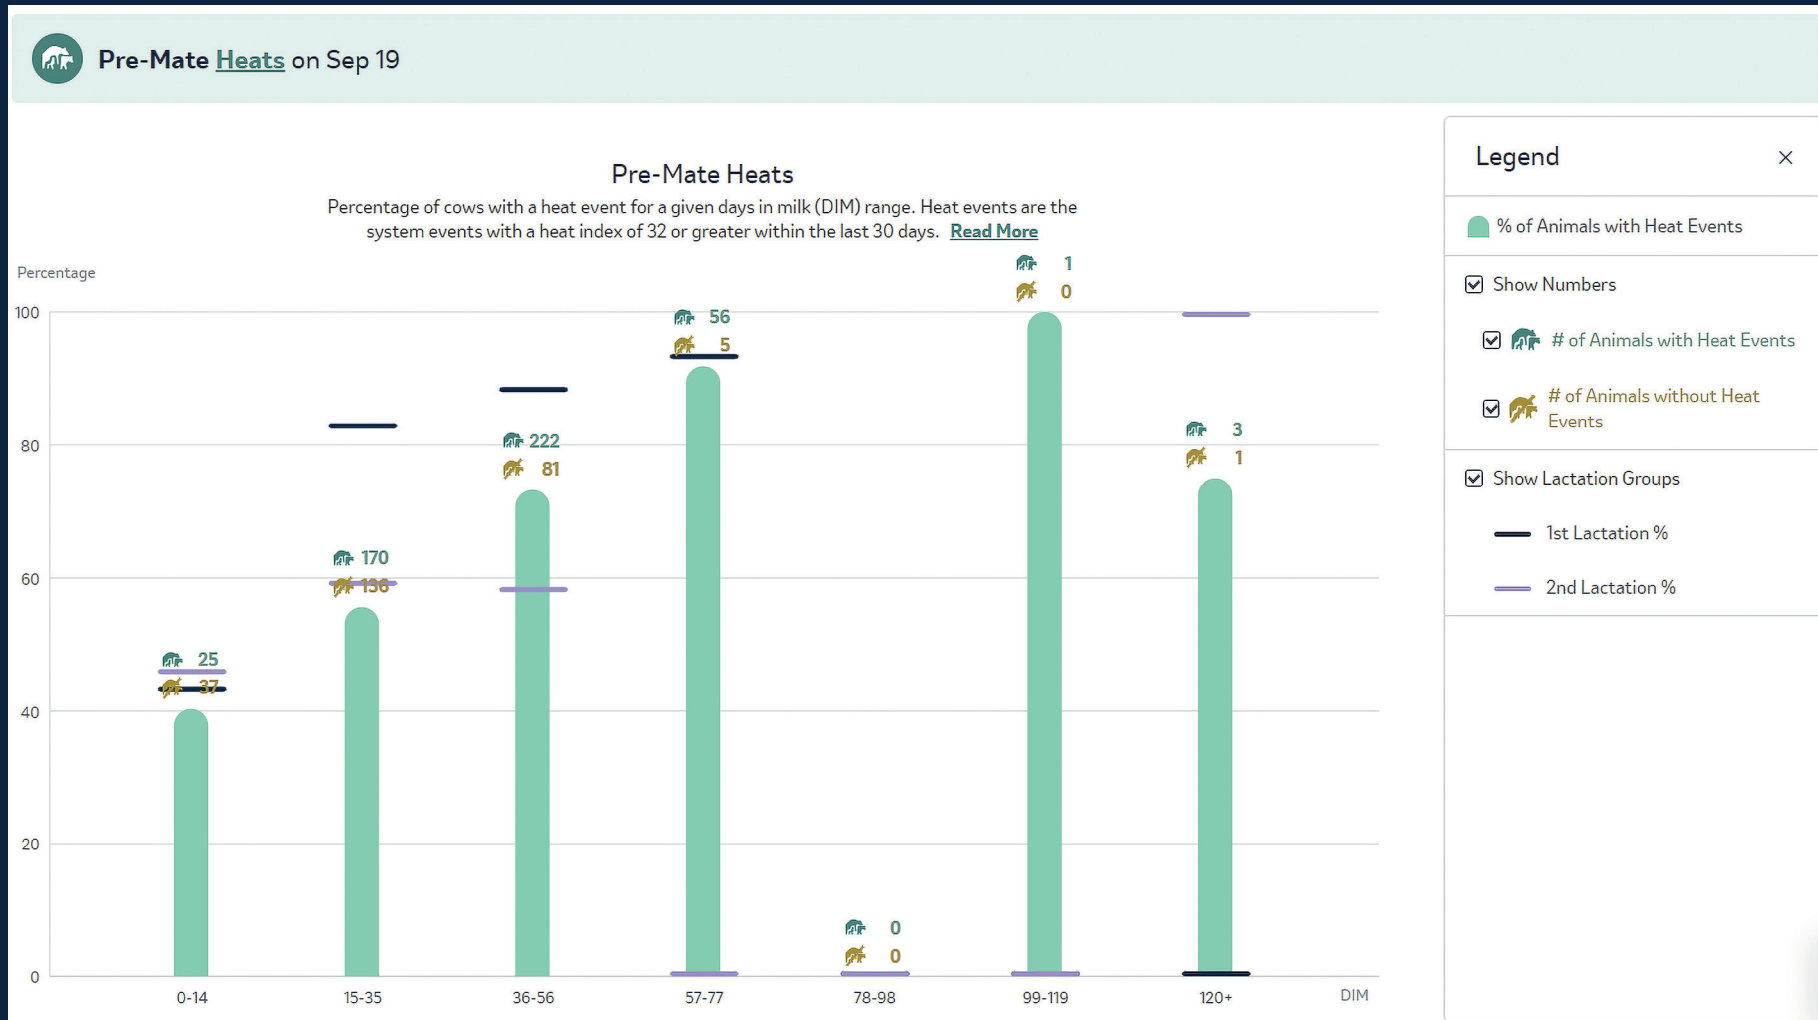 Pre-Mate Heats on Sep 19
Pre-Mate Heats
Percentage of cows with a heat event for a given days in milk (DIM) range. Heat events are the
system events with a heat index of 32 or greater within the last 30 days. Read More
Percentage
100
80
60
40
20
0
25
37
170
136
222
81
56
5
0
0
1
0
3
1
0-14
15-35
36-56
57-77
78-98
99-119
120+
DIM
Legend
% of Animals with Heat Events
Show Numbers
# of Animals with Heat Events
# of Animals without Heat
Events
Show Lactation Groups
1st Lactation %
2nd Lactation %